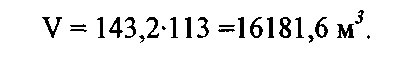 V = 143,2·113 =16181,6 м³.